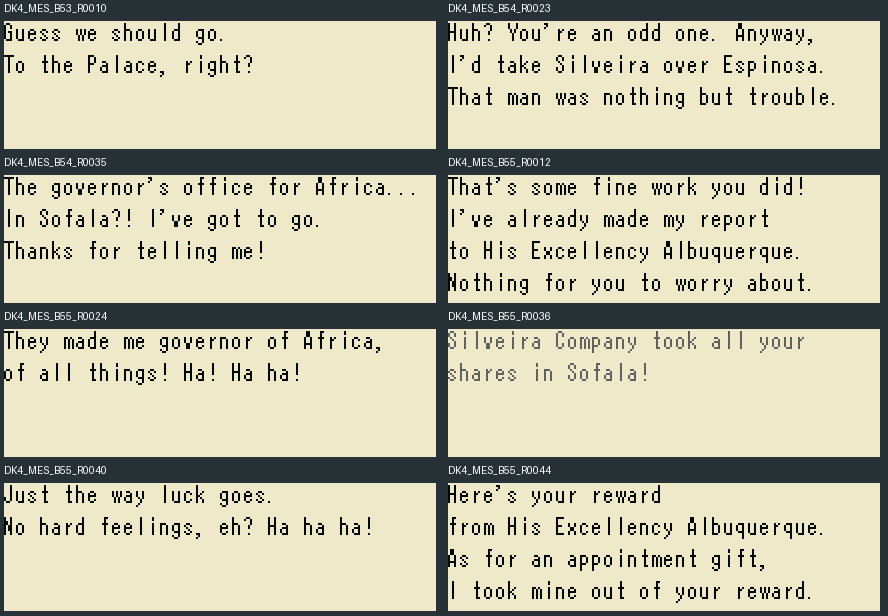 DK4_MES_B53_R0010
Guess we should go.
To the Palace, right?
DK4_MES_B54_R0023
Huh? You're an odd one. Anyway,
I'd take Silveira over Espinosa.
That man was nothing but trouble.
DK4_MES_B54_R0035
The governor's office for Africa...
In Sofala?! I've got to go.
Thanks for telling me!
DK4_MES_B55_R0012
That's some fine work you did!
I've already made my report
to His Excellency Albuquerque.
Nothing for you to worry about.
DK4_MES_B55_R0024
They made me governor of Africa,
of all things! Ha! Ha ha!
DK4_MES_B55_R0036
Silveira Company took all your
shares in Sofala!
DK4_MES_B55_R0040
Just the way luck goes.
No hard feelings, eh? Ha ha ha!
DK4_MES_B55_R0044
Here's your reward
from His Excellency Albuquerque.
As for an appointment gift,
I took mine out of your reward.